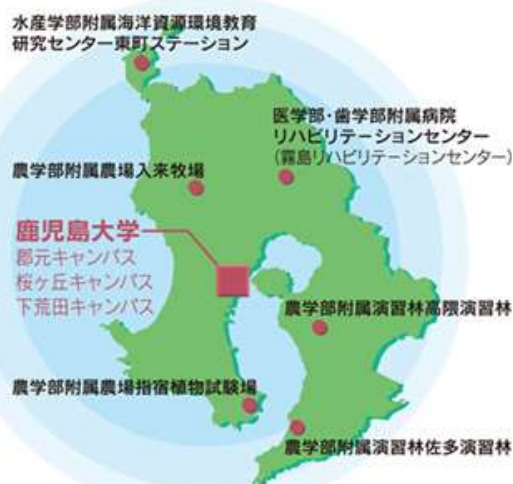 水産学部附属海洋資源環境教育
研究センター東町ステーション
医学部・歯学部附属病院
リハビリテーションセンター
（霧島リハビリテーションセンター）
農学部附属農場入来牧場
鹿児島大学
郡元キャンパス
桜ヶ丘キャンパス
下荒田キャンパス
農学部附属演習林高隈演習林
農学部附属農場指宿植物試験場
農学部附属演習林佐多演習林